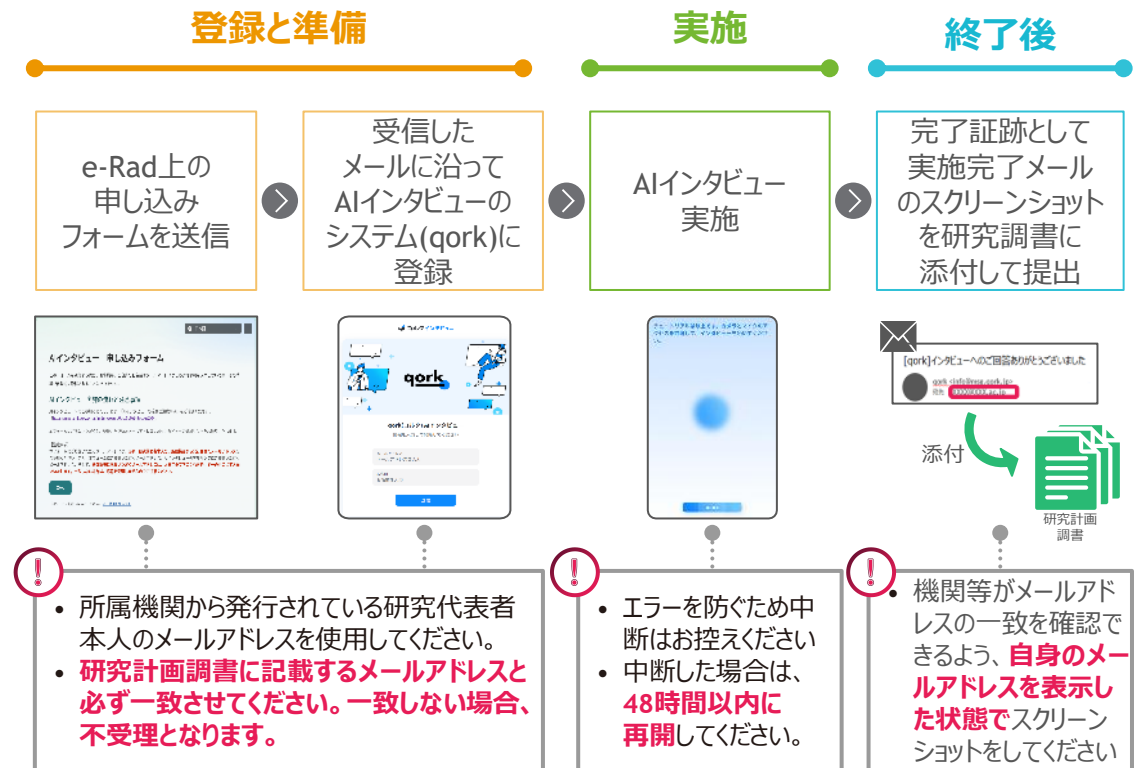 登録と準備
実施
終了後
e-Rad上の
申し込み
フォームを送信
受信した
メールに沿って
AIインタビューの
システム(qork)に
登録
AIインタビュー
実施
完了証跡として
実施完了メール
のスクリーンショット
を研究調書に
添付して提出
AIインタビュー 申し込みフォーム
qork
[qork]インタビューへのご回答ありがとうございました
添付
研究計画
調書
• 所属機関から発行されている研究代表者
本人のメールアドレスを使用してください。
• 研究計画調書に記載するメールアドレスと
必ず一致させてください。一致しない場合、
不受理となります。
• エラーを防ぐため中
断はお控えください
• 中断した場合は、
48時間以内に
再開してください。
• 機関等がメールアド
レスの一致を確認で
きるよう、自身のメー
ルアドレスを表示し
た状態でスクリーン
ショットをしてください